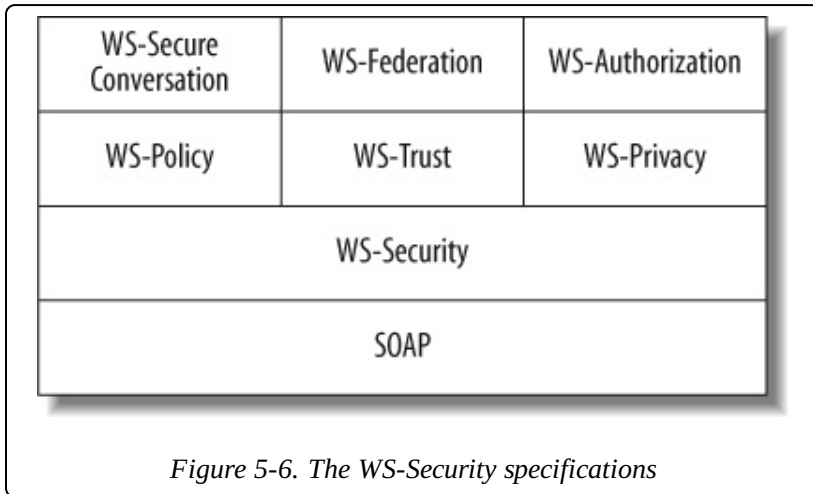 WS-Secure
Conversation
WS-Federation
WS-Authorization
WS-Policy
WS-Trust
WS-Privacy
WS-Security
SOAP
Figure 5-6. The WS-Security specifications